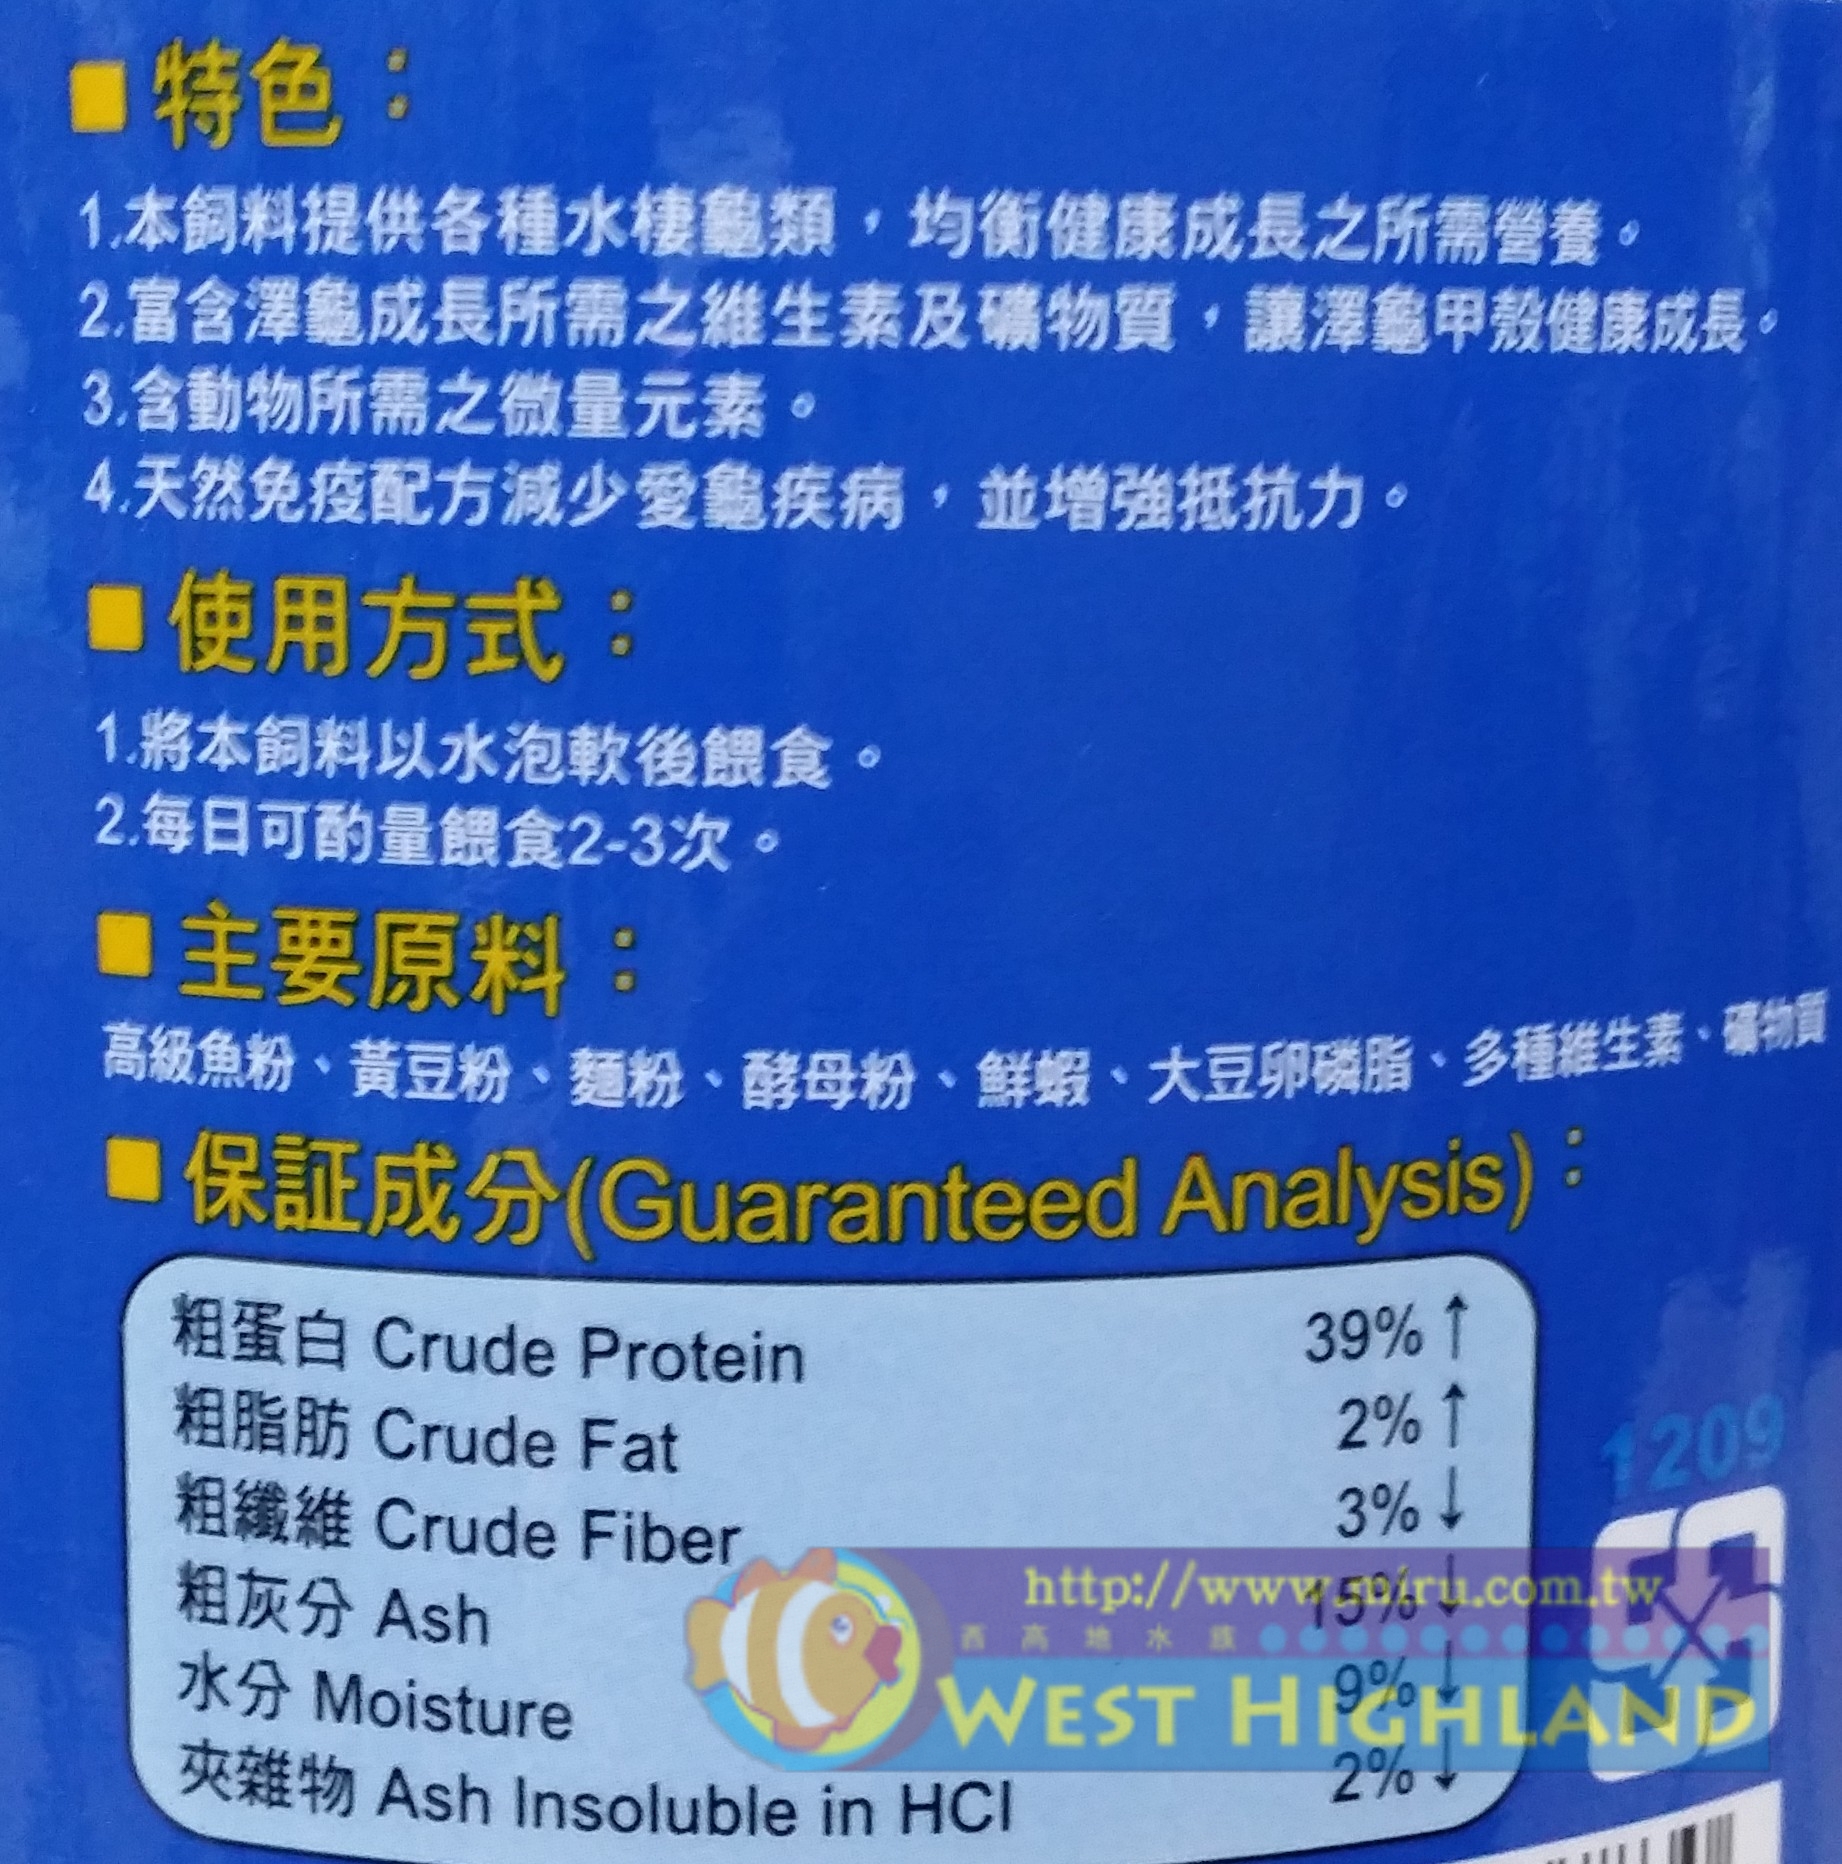 ■特色：
1.本飼料提供各種水棲龜類，均衡健康成長之所需營養。
2.富含澤龜成長所需之維生素及礦物質，讓澤龜甲殼健康成長。
3.含動物所需之微量元素。
4.天然免疫配方減少愛龜疾病，並增強抵抗力。
■使用方式：
1.將本飼料以水泡軟後餵食。
2.每日可酌量餵食2-3次。
■主要原料：
高級魚粉、黃豆粉、麵粉、酵母粉、鮮蝦、大豆卵磷脂、多種維生素、礦物質
■保証成分(Guaranteed Analysis)：
粗蛋白 Crude Protein 39%↑
粗脂肪 Crude Fat 2%↑
粗纖維 Crude Fiber 3%↓
粗灰分 Ash 15%↓
水分 Moisture 9%↓
夾雜物 Ash Insoluble in HCl 2%↓
1209
http://www.miru.com.tw
西高地水族
WEST HIGHLAND